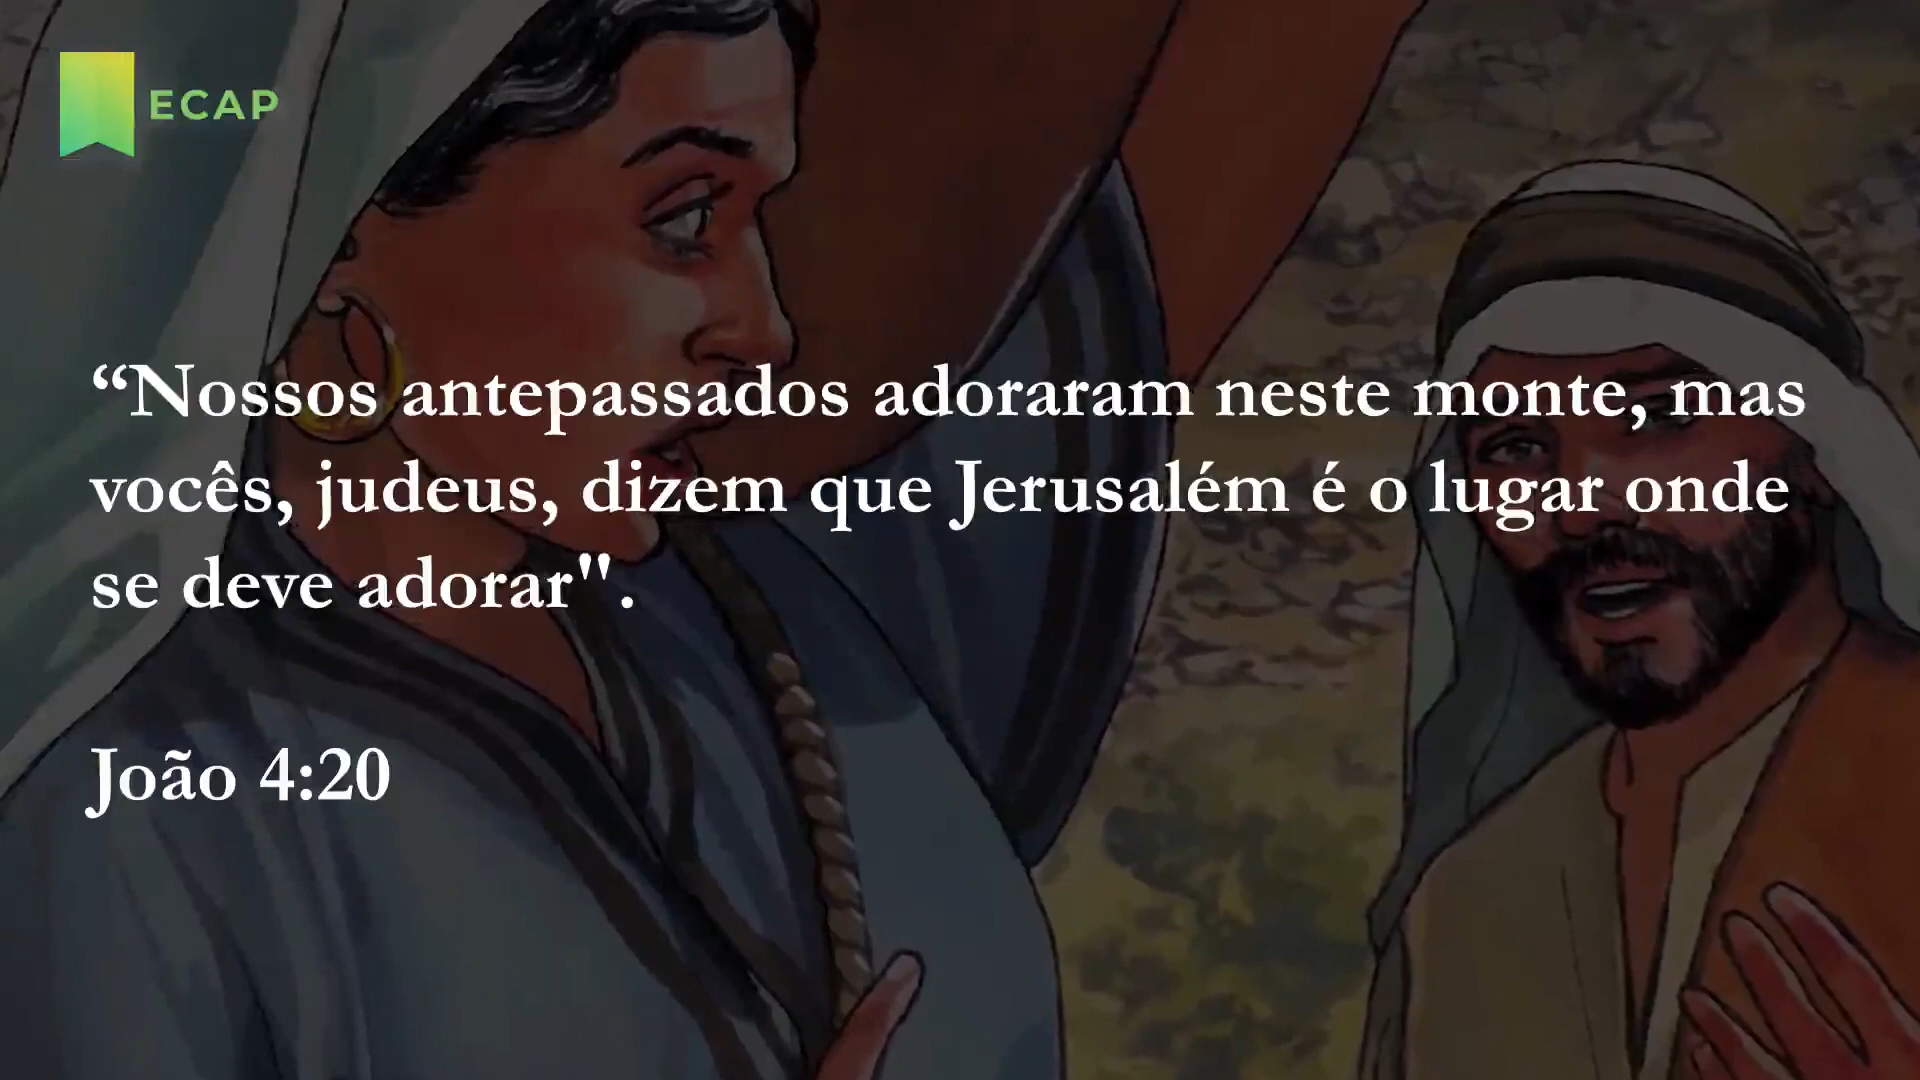 ECAP
“Nossos antepassados adoraram neste monte, mas
vocês, judeus, dizem que Jerusalém é o lugar onde
se deve adorar".
João 4:20